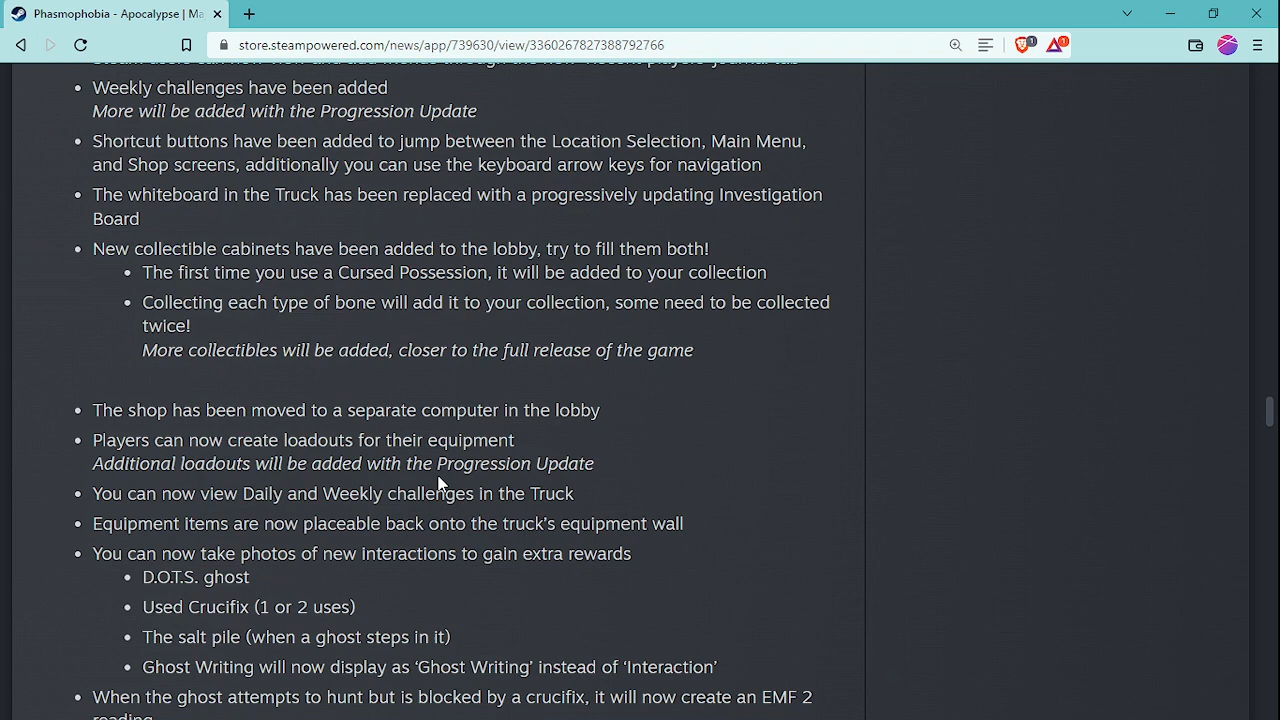 Phasmophobia - Apocalypse | Ma
store.steampowered.com/news/app/739630/view/3360267827388792766
1
1
Weekly challenges have been added
More will be added with the Progression Update
Shortcut buttons have been added to jump between the Location Selection, Main Menu,
and Shop screens, additionally you can use the keyboard arrow keys for navigation
The whiteboard in the Truck has been replaced with a progressively updating Investigation
Board
New collectible cabinets have been added to the lobby, try to fill them both!
The first time you use a Cursed Possession, it will be added to your collection
Collecting each type of bone will add it to your collection, some need to be collected
twice!
More collectibles will be added, closer to the full release of the game
The shop has been moved to a separate computer in the lobby
Players can now create loadouts for their equipment
Additional loadouts will be added with the Progression Update
You can now view Daily and Weekly challenges in the Truck
Equipment items are now placeable back onto the truck's equipment wall
You can now take photos of new interactions to gain extra rewards
D.O.T.S. ghost
Used Crucifix (1 or 2 uses)
The salt pile (when a ghost steps in it)
Ghost Writing will now display as ‘Ghost Writing’ instead of ‘Interaction’
When the ghost attempts to hunt but is blocked by a crucifix, it will now create an EMF 2
reading